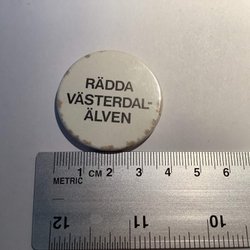 RÄDDA
VÄSTERDAL-
ÄLVEN
1 CM 2 3 4 5 6
METRIC
12 11 10